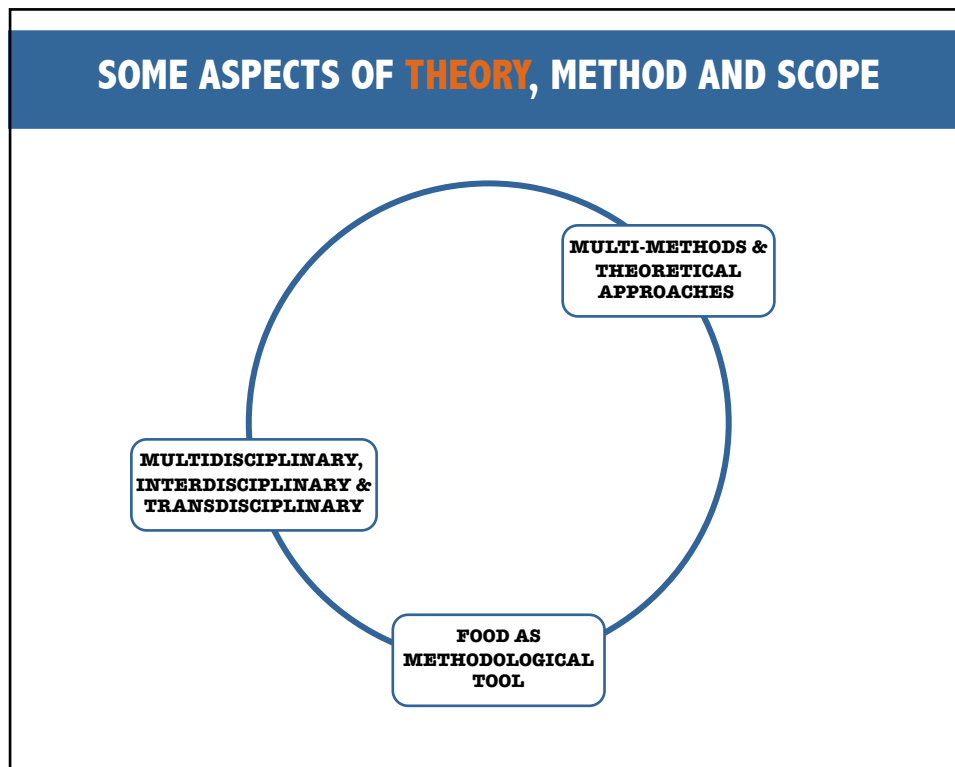 SOME ASPECTS OF THEORY, METHOD AND SCOPE
MULTI-METHODS &
THEORETICAL
APPROACHES
MULTIDISCIPLINARY,
INTERDISCIPLINARY &
TRANSDISCIPLINARY
FOOD AS
METHODOLOGICAL
TOOL